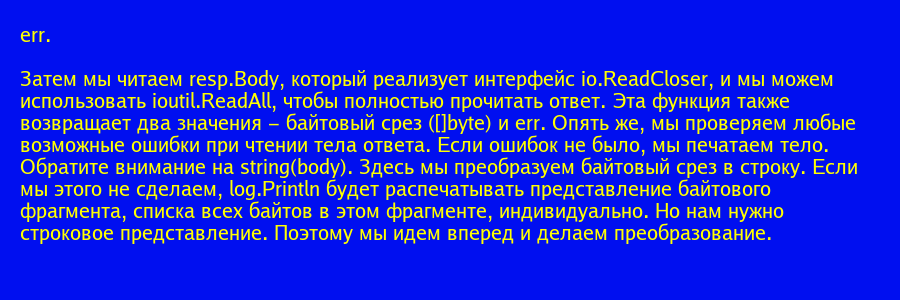 err.
Затем мы читаем resp.Body, который реализует интерфейс io.ReadCloser, и мы можем
использовать ioutil.ReadAll, чтобы полностью прочитать ответ. Эта функция также
возвращает два значения – байтовый срез ([]byte) и err. Опять же, мы проверяем любые
возможные ошибки при чтении тела ответа. Если ошибок не было, мы печатаем тело.
Обратите внимание на string(body). Здесь мы преобразуем байтовый срез в строку. Если
мы этого не сделаем, log.Println будет распечатывать представление байтового
фрагмента, списка всех байтов в этом фрагменте, индивидуально. Но нам нужно
строковое представление. Поэтому мы идем вперед и делаем преобразование.